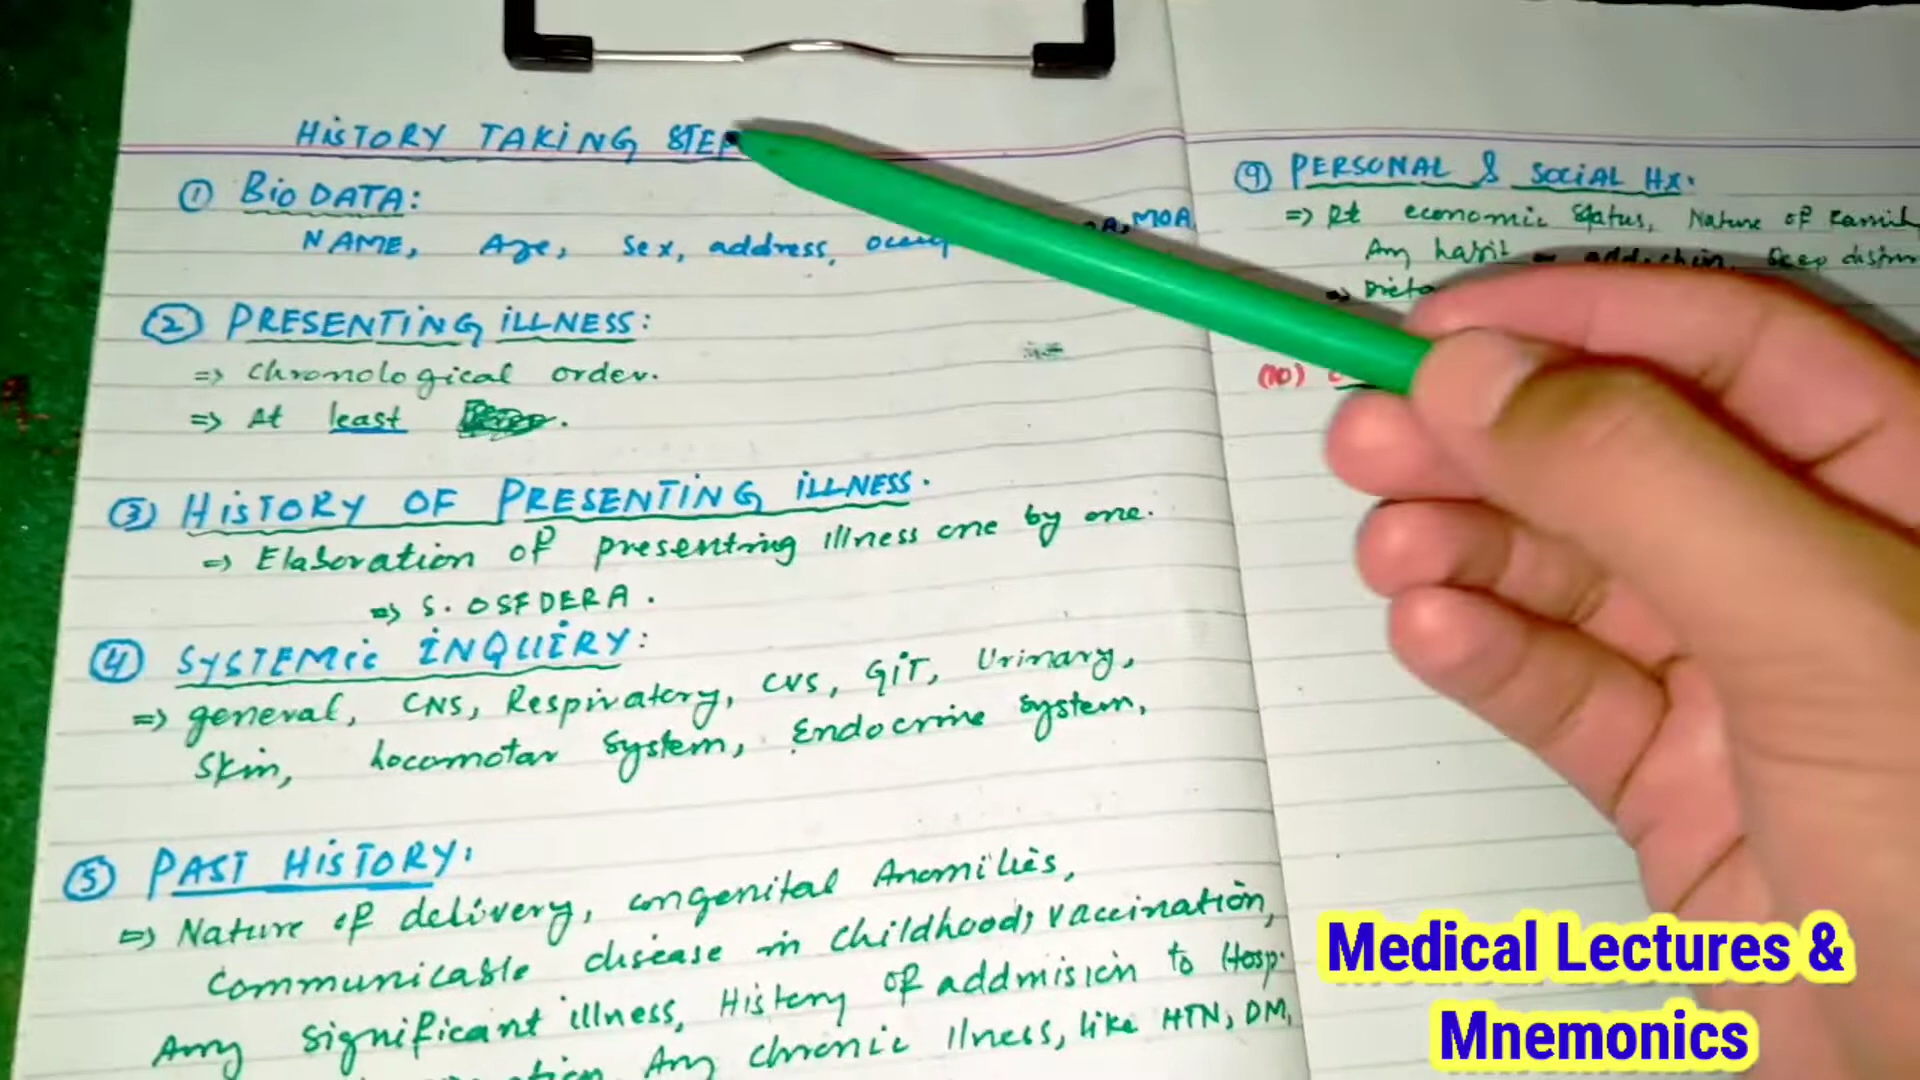 HISTORY TAKING STEP
① BIO DATA:
NAME, Age, Sex, address, occup
MOA
② PRESENTING ILLNESS:
⇒ chronological order.
⇒ At least
③ HISTORY OF PRESENTING ILLNESS.
⇒ Elaboration of presenting illness one by one.
⇒ S. OSFDERA.
④ SYSTEMIC INQUIRY:
⇒ general, CNS, Respiratory, CVS, GIT, Urinary,
Skin, Locomotar System, Endocrine System,
⑤ PAST HISTORY:
⇒ Nature of delivery, congenital Anomilies,
Communicable disease in childhood, vaccination,
Any significant illness, History of addmision to Hosp.
Any chronic illness, like HTN, DM,
⑨ PERSONAL & SOCIAL HX.
⇒ Pt economic status, Nature of
Any habit
(10)
Medical Lectures &
Mnemonics